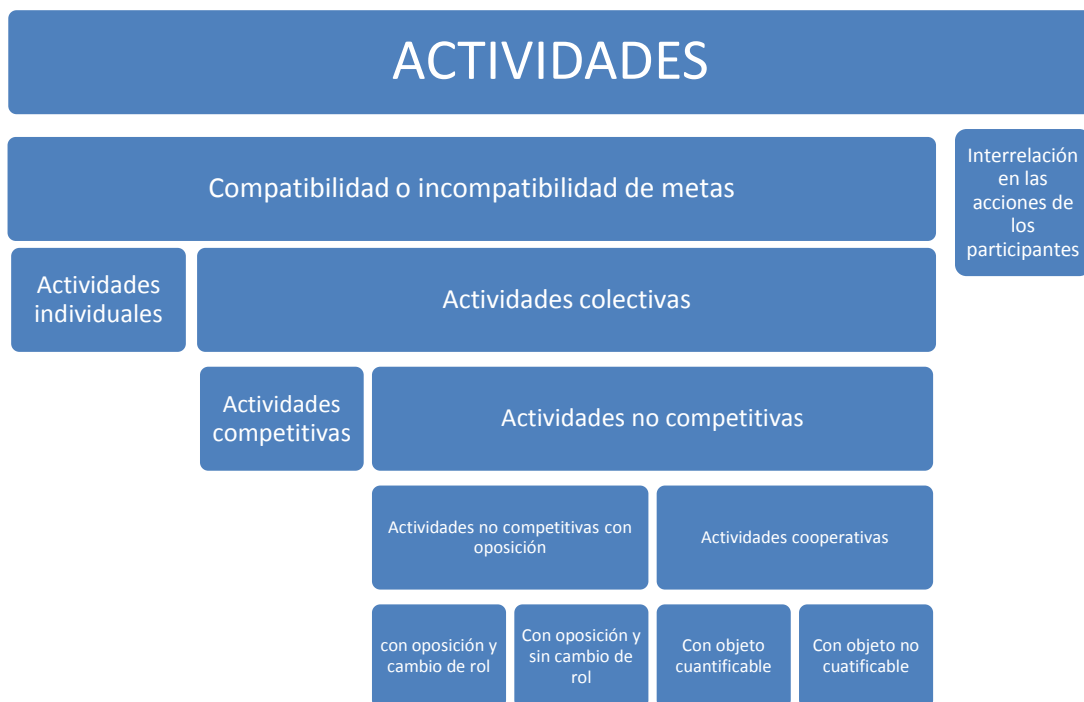 ACTIVIDADES
Compatibilidad o incompatibilidad de metas
Interrelación
en las
acciones de
los
participantes
Actividades
individuales
Actividades colectivas
Actividades
competitivas
Actividades no competitivas
Actividades no competitivas con
oposición
Actividades cooperativas
con oposición y
cambio de rol
Con oposición y
sin cambio de
rol
Con objeto
cuantificable
Con objeto no
cuatificable